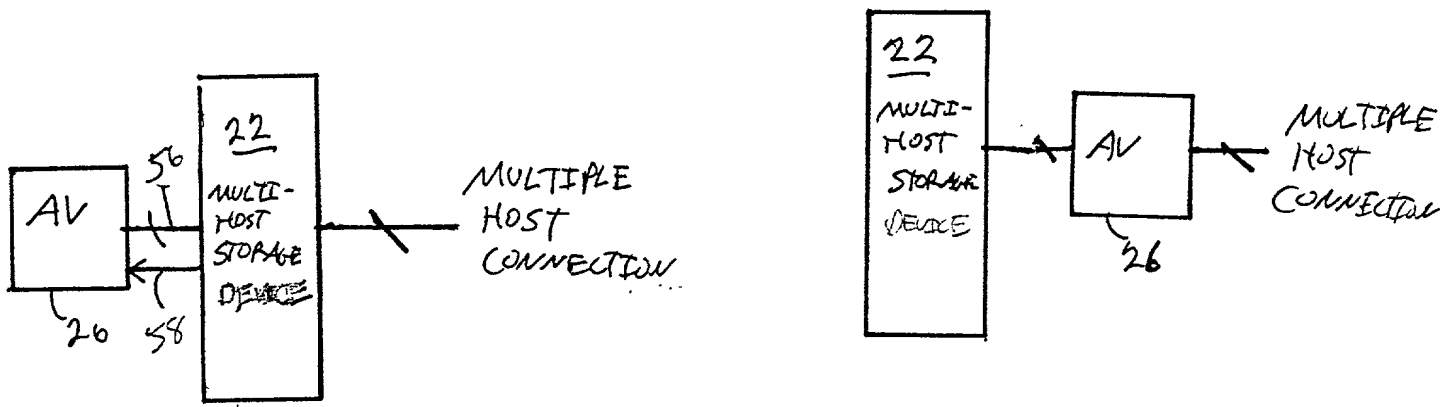 22
MULTI-
HOST
STORAGE
DEVICE
AV
56
58
26
MULTIPLE
HOST
CONNECTION
22
MULTI-
HOST
STORAGE
DEVICE
AV
26
MULTIPLE
HOST
CONNECTION